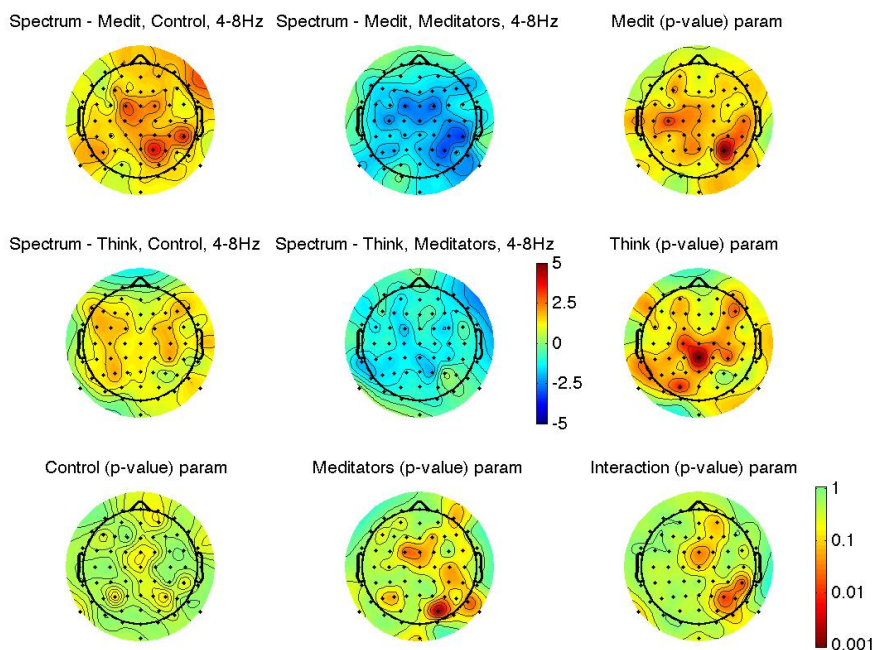 Spectrum - Medit, Control, 4-8Hz
Spectrum - Medit, Meditators, 4-8Hz
Medit (p-value) param
Spectrum - Think, Control, 4-8Hz
Spectrum - Think, Meditators, 4-8Hz
Think (p-value) param
5
2.5
0
-2.5
-5
Control (p-value) param
Meditators (p-value) param
Interaction (p-value) param
1
0.1
0.01
0.001